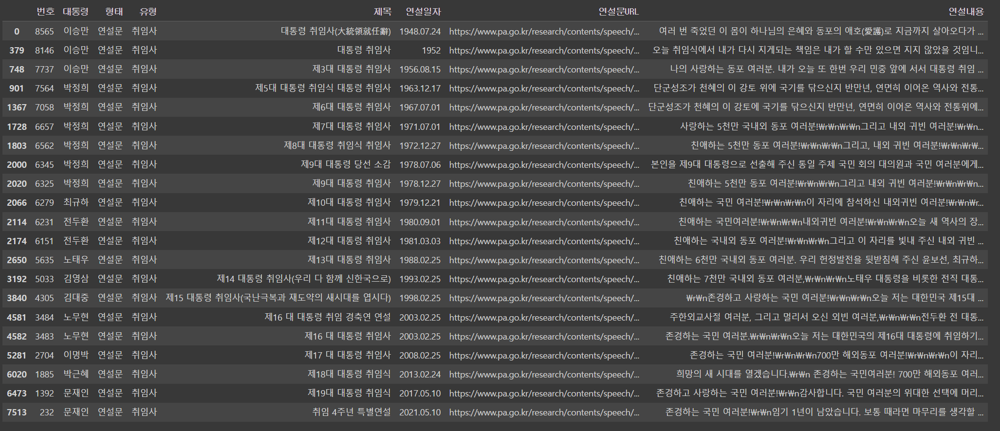 번호 대통령 형태 유형 제목 연설일자 연설문URL 연설내용
0 8565 이승만 연설문 취임사 대통령 취임사(大統領就任辭) 1948.07.24 https://www.pa.go.kr/research/contents/speech/... 여러 번 죽었던 이 몸이 하나님의 은혜와 동포의 애호(愛護)로 지금까지 살아오다가 ...
379 8146 이승만 연설문 취임사 대통령 취임사 1952 https://www.pa.go.kr/research/contents/speech/... 오늘 취임식에서 내가 다시 지게되는 책임은 내가 할 수만 있으면 지지 않았을 것임니...
748 7737 이승만 연설문 취임사 제3대 대통령 취임사 1956.08.15 https://www.pa.go.kr/research/contents/speech/... 나의 사랑하는 동포 여러분. 내가 오늘 또 한번 우리 민중 앞에 서서 대통령 취임 ...
901 7564 박정희 연설문 취임사 제5대 대통령 취임식 대통령 취임사 1963.12.17 https://www.pa.go.kr/research/contents/speech/... 단군성조가 천혜의 이 강토 위에 국기를 닦으신지 반만년, 연면히 이어온 역사와 전통...
1367 7058 박정희 연설문 취임사 제6대 대통령 취임사 1967.07.01 https://www.pa.go.kr/research/contents/speech/... 단군성조가 천혜의 이 강토에 국기를 닦으신지 반만년, 연면히 이어온 역사와 전통위에...
1728 6657 박정희 연설문 취임사 제7대 대통령 취임사 1971.07.01 https://www.pa.go.kr/research/contents/speech/... 사랑하는 5천만 국내외 동포 여러분!₩r₩n₩r₩n그리고 내외 귀빈 여러분!₩r₩n...
1803 6562 박정희 연설문 취임사 제8대 대통령 취임식 취임사 1972.12.27 https://www.pa.go.kr/research/contents/speech/... 친애하는 5천만 동포 여러분!₩r₩n₩r₩n그리고, 내외 귀빈 여러분!₩r₩n₩r₩...
2000 6345 박정희 연설문 취임사 제9대 대통령 당선 소감 1978.07.06 https://www.pa.go.kr/research/contents/speech/... 본인을 제9대 대통령으로 선출해 주신 통일 주체 국민 회의 대의원과 국민 여러분에게...
2020 6325 박정희 연설문 취임사 제9대 대통령 취임사 1978.12.27 https://www.pa.go.kr/research/contents/speech/... 친애하는 5천만 동포 여러분!₩r₩n₩r₩n그리고 내외 귀빈 여러분!₩r₩n₩r₩n...
2066 6279 최규하 연설문 취임사 제10대 대통령 취임사 1979.12.21 https://www.pa.go.kr/research/contents/speech/... 친애하는 국민 여러분!₩r₩n₩r₩n이 자리에 참석하신 내외귀빈 여러분!₩r₩n₩r...
2114 6231 전두환 연설문 취임사 제11대 대통령 취임사 1980.09.01 https://www.pa.go.kr/research/contents/speech/... 친애하는 국민여러분!₩r₩n₩r₩n내외귀빈 여러분!₩r₩n₩r₩n오늘 새 역사의 장...
2174 6151 전두환 연설문 취임사 제12대 대통령 취임사 1981.03.03 https://www.pa.go.kr/research/contents/speech/... 친애하는 국내외 동포 여러분!₩r₩n₩r₩n그리고 이 자리를 빛내 주신 내외 귀빈 ...
2650 5635 노태우 연설문 취임사 제13대 대통령 취임사 1988.02.25 https://www.pa.go.kr/research/contents/speech/... 친애하는 6천만 국내외 동포 여러분. 우리 헌정발전을 뒷받침해 주신 윤보선, 최규하...
3192 5033 김영삼 연설문 취임사 제14 대통령 취임사(우리 다 함께 신한국으로) 1993.02.25 https://www.pa.go.kr/research/contents/speech/... 친애하는 7천만 국내외 동포 여러분,₩r₩n₩r₩n노태우 대통령을 비롯한 전직 대통...
3840 4305 김대중 연설문 취임사 제15 대통령 취임사(국난극복과 재도약의 새시대를 엽시다) 1998.02.25 https://www.pa.go.kr/research/contents/speech/... ₩r₩n존경하고 사랑하는 국민 여러분!₩r₩n₩r₩n오늘 저는 대한민국 제15대 ...
4581 3484 노무현 연설문 취임사 제16 대 대통령 취임 경축연 연설 2003.02.25 https://www.pa.go.kr/research/contents/speech/... 주한외교사절 여러분, 그리고 멀리서 오신 외빈 여러분,₩r₩n₩r₩n전두환 전 대통...
4582 3483 노무현 연설문 취임사 제16 대 대통령 취임사 2003.02.25 https://www.pa.go.kr/research/contents/speech/... 존경하는 국민 여러분.₩r₩n₩r₩n오늘 저는 대한민국의 제16대 대통령에 취임하기...
5281 2704 이명박 연설문 취임사 제17 대 대통령 취임사 2008.02.25 https://www.pa.go.kr/research/contents/speech/... 존경하는 국민 여러분!₩r₩n₩r₩n700만 해외동포 여러분!₩r₩n₩r₩n이 자리...
6020 1885 박근혜 연설문 취임사 제18대 대통령 취임식 2013.02.24 https://www.pa.go.kr/research/contents/speech/... 희망의 새 시대를 열겠습니다.₩r₩n 존경하는 국민여러분! 700만 해외동포 여러...
6473 1392 문재인 연설문 취임사 제19대 대통령 취임식 2017.05.10 https://www.pa.go.kr/research/contents/speech/... 존경하고 사랑하는 국민 여러분!₩r₩n감사합니다. 국민 여러분의 위대한 선택에 머리...
7513 232 문재인 연설문 취임사 취임 4주년 특별연설 2021.05.10 https://www.pa.go.kr/research/contents/speech/... 존경하는 국민 여러분!₩r₩n임기 1년이 남았습니다. 보통 때라면 마무리를 생각할 ...